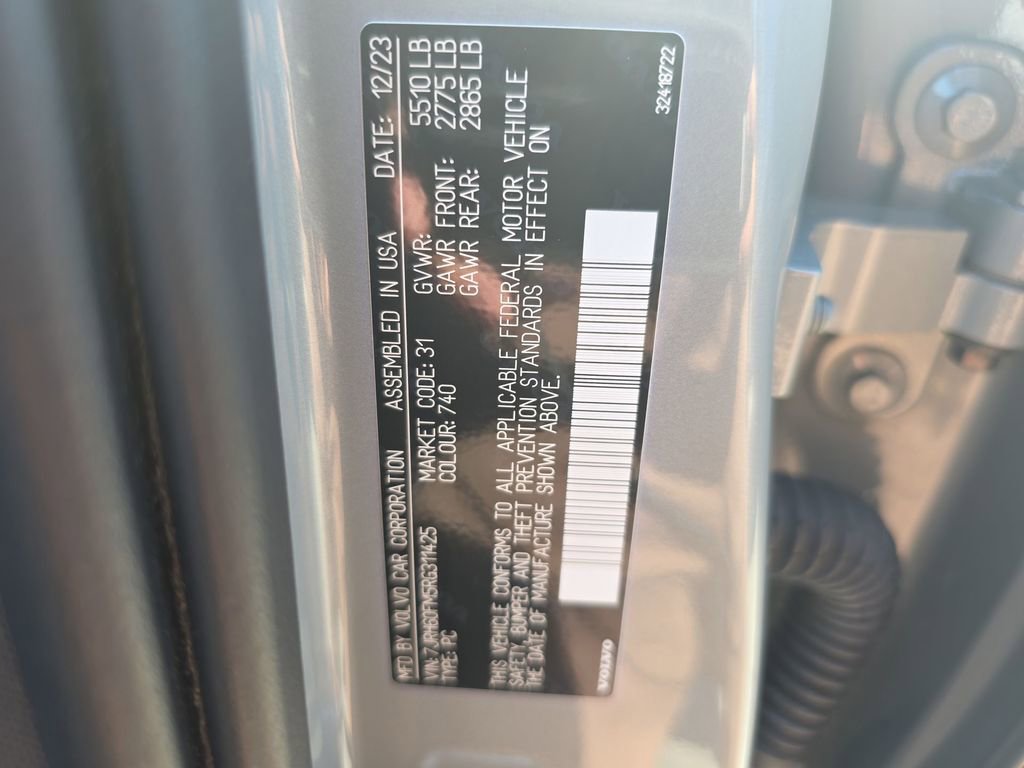 MFD BY VOLVO CAR CORPORATION ASSEMBLED IN USA DATE: 12/23
VIN: 7JRH60FM5RG311425 MARKET CODE: 31 GVWR: 5510 LB
TYPE: EC COLOUR: 740 GAWR FRONT: 2775 LB
GAWR REAR: 2865 LB
THIS VEHICLE CONFORMS TO ALL APPLICABLE FEDERAL MOTOR VEHICLE
SAFETY, BUMPER AND THEFT PREVENTION STANDARDS IN EFFECT ON
THE DATE OF MANUFACTURE SHOWN ABOVE.
VOLVO 32418722